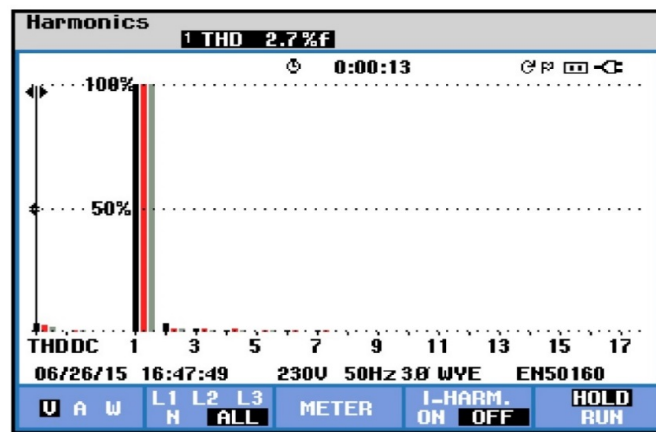 Harmonics
1 THD 2.7%f
0:00:13
100%
50%
THD DC 1 3 5 7 9 11 13 15 17
06/26/15 16:47:49 230V 50Hz 3Ø WYE EN50160
V A W
L1 L2 L3
N ALL
METER
I-HARM.
ON OFF
HOLD
RUN